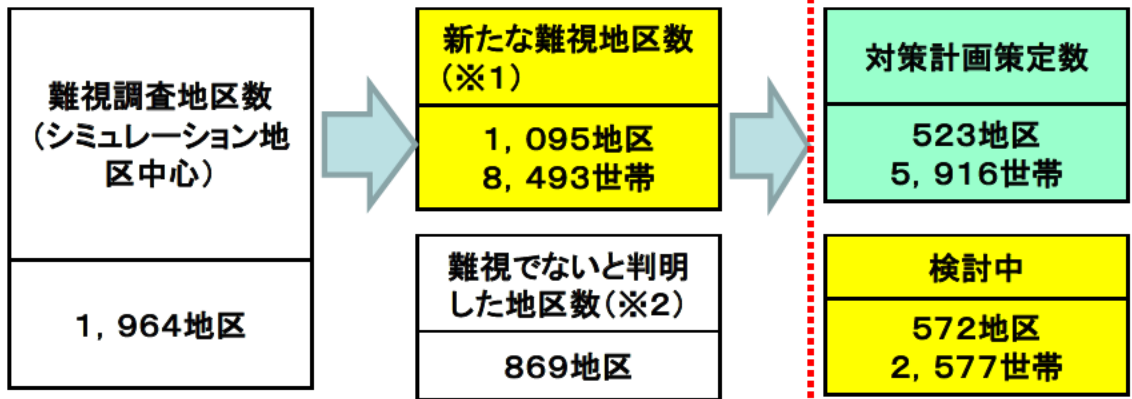 難視調査地区数
(シミュレーション地
区中心)
1,964地区
新たな難視地区数
(※1)
1,095地区
8,493世帯
難視でないと判明
した地区数(※2)
869地区
対策計画策定数
523地区
5,916世帯
検討中
572地区
2,577世帯